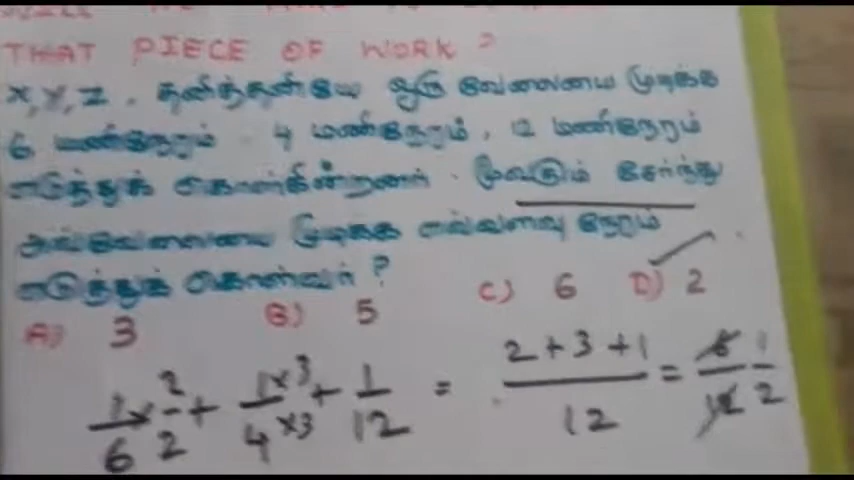 THAT PIECE OF WORK?
X, Y, Z, தனித்தனியே ஒரு வேலையை முடிக்க
6 மணிநேரம் 4 மணிநேரம், 12 மணிநேரம்
எடுத்துக் கொள்கின்றனர். மூவரும் சேர்ந்து
அவ்வேலையை முடிக்க எவ்வளவு நேரம்
எடுத்துக் கொள்வர்?
A) 3 B) 5 C) 6 D) 2
1/6 × 2/2 + 1×3/4×3 + 1/12 = 2+3+1/12 = 6/12 1/2